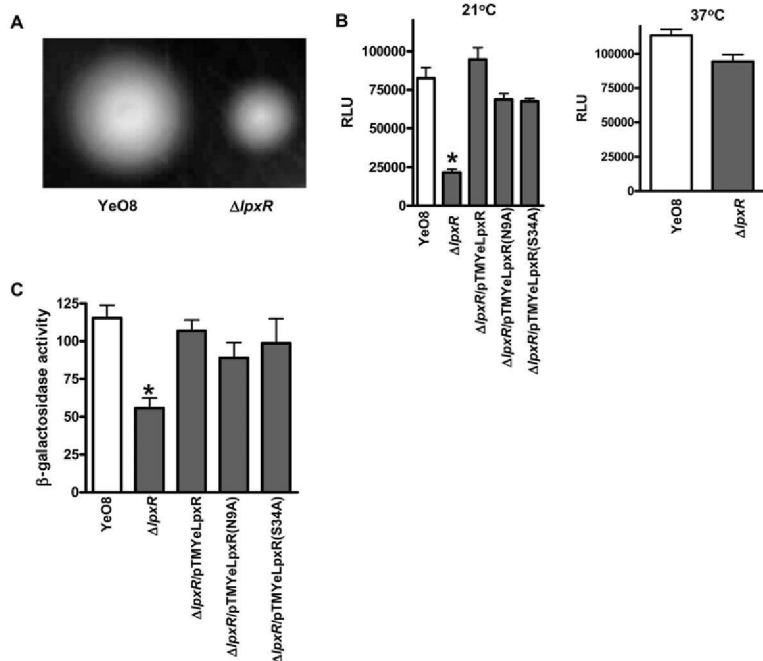 A
YeO8
ΔlpxR
B
21°C
RLU
100000
75000
50000
25000
0
*
YeO8
ΔlpxR
ΔlpxR/pTMYeLpxR
ΔlpxR/pTMYeLpxR(N9A)
ΔlpxR/pTMYeLpxR(S34A)
37°C
RLU
100000
75000
50000
25000
0
YeO8
ΔlpxR
C
β-galactosidase activity
125
100
75
50
25
0
*
YeO8
ΔlpxR
ΔlpxR/pTMYeLpxR
ΔlpxR/pTMYeLpxR(N9A)
ΔlpxR/pTMYeLpxR(S34A)